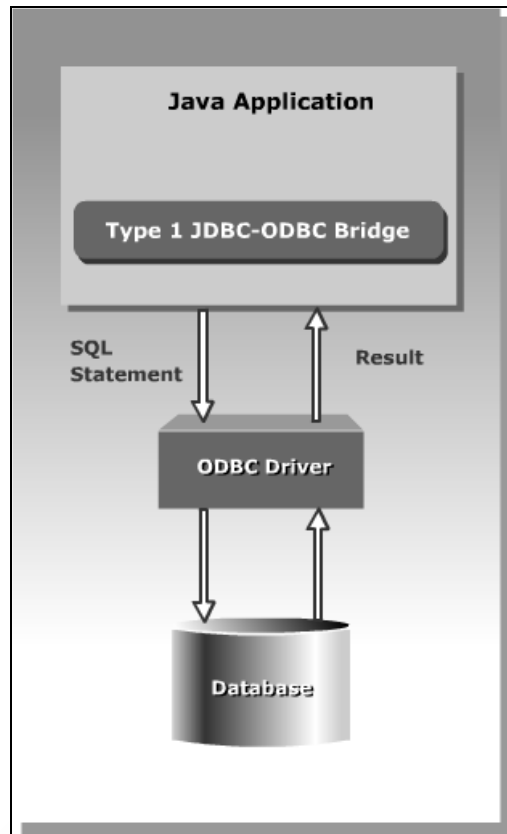 Java Application
Type 1 JDBC-ODBC Bridge
SQL
Statement
Result
ODBC Driver
Database